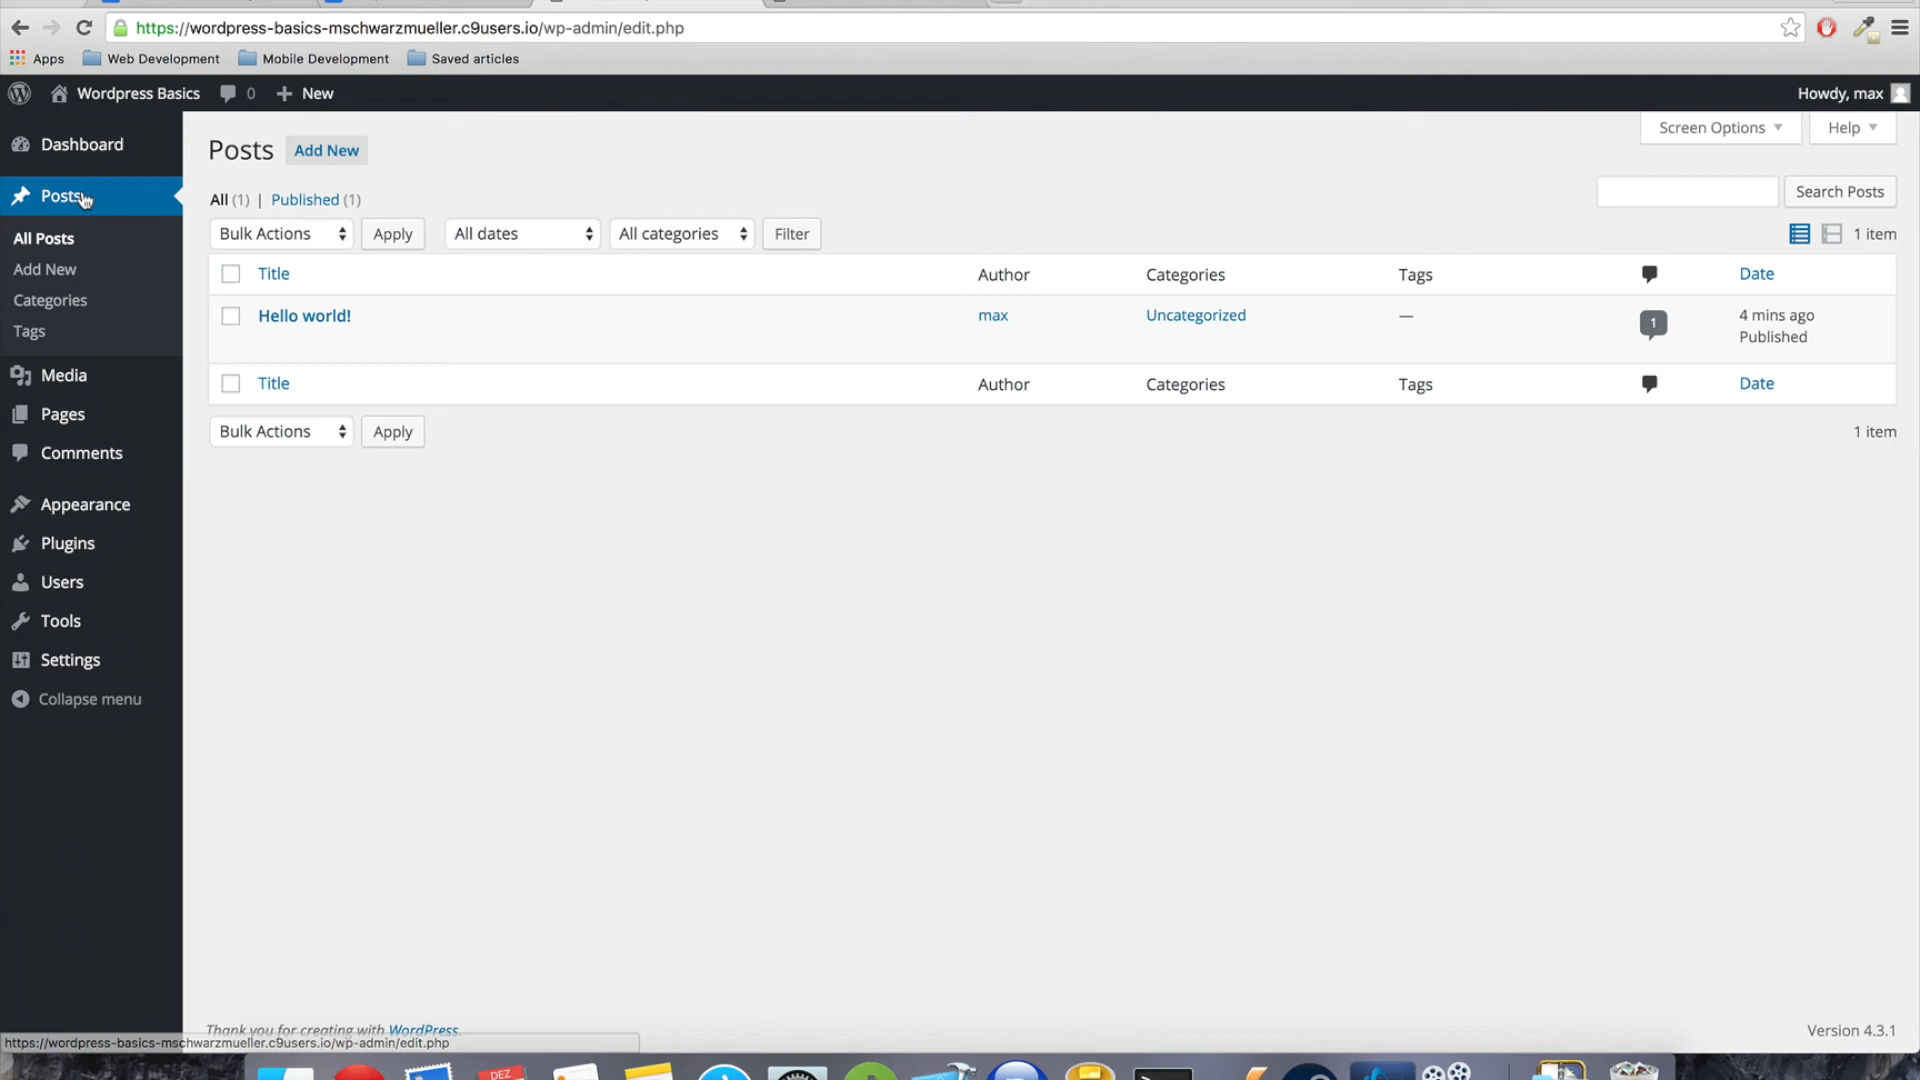 https://wordpress-basics-mschwarzmueller.c9users.io/wp-admin/edit.php
Apps Web Development Mobile Development Saved articles
Wordpress Basics 0 New Howdy, max
Dashboard
Posts
All Posts
Add New
Categories
Tags
Media
Pages
Comments
Appearance
Plugins
Users
Tools
Settings
Collapse menu
Screen Options Help
Posts Add New
All (1) | Published (1)
Search Posts
Bulk Actions Apply All dates All categories Filter 1 item
Title Author Categories Tags Date
Hello world! max Uncategorized — 1 4 mins ago
Published
Title Author Categories Tags Date
Bulk Actions Apply 1 item
Thank you for creating with WordPress.
Version 4.3.1
https://wordpress-basics-mschwarzmueller.c9users.io/wp-admin/edit.php
DEZ